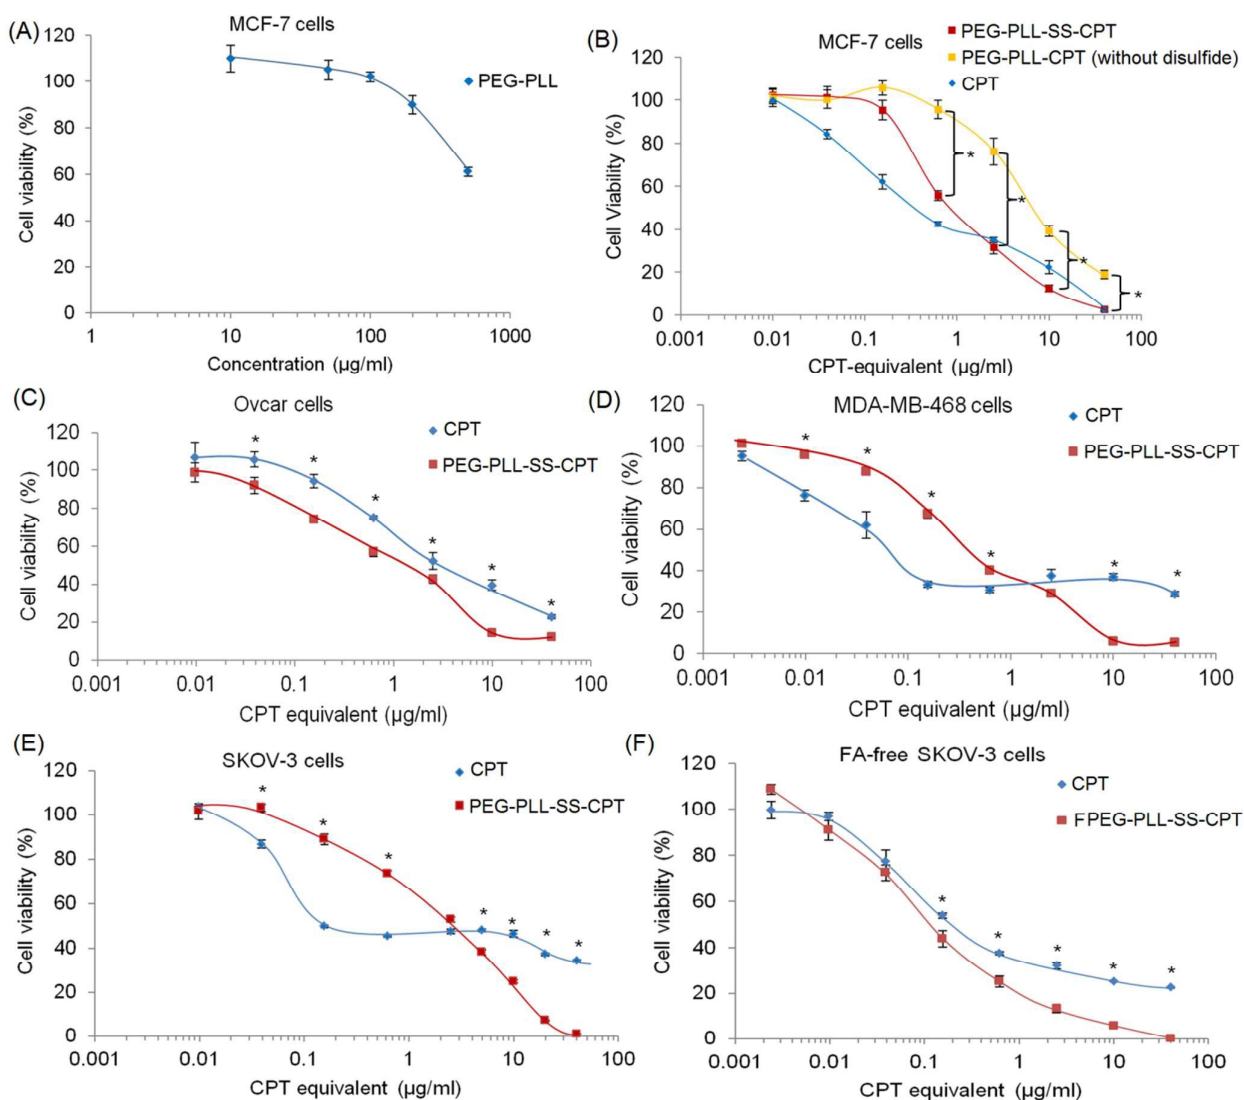 (A)
MCF-7 cells
Cell viability (%)
120
100
80
60
40
20
0
1
10
100
1000
Concentration (µg/ml)
PEG-PLL
(B)
MCF-7 cells
PEG-PLL-SS-CPT
PEG-PLL-CPT (without disulfide)
CPT
Cell Viability (%)
120
100
80
60
40
20
0
*
*
*
*
0.001
0.01
0.1
1
10
100
CPT-equivalent (µg/ml)
(C)
Ovcar cells
CPT
PEG-PLL-SS-CPT
Cell viability (%)
120
100
80
60
40
20
0
* * * * * *
0.001
0.01
0.1
1
10
100
CPT equivalent (µg/ml)
(D)
MDA-MB-468 cells
CPT
PEG-PLL-SS-CPT
Cell viability (%)
120
100
80
60
40
20
0
* * * * * *
0.001
0.01
0.1
1
10
100
CPT equivalent (µg/ml)
(E)
SKOV-3 cells
CPT
PEG-PLL-SS-CPT
Cell viability (%)
120
100
80
60
40
20
0
* * * * * * *
0.001
0.01
0.1
1
10
100
CPT equivalent (µg/ml)
(F)
FA-free SKOV-3 cells
CPT
FPEG-PLL-SS-CPT
Cell viability (%)
120
100
80
60
40
20
0
* * * * *
0.001
0.01
0.1
1
10
100
CPT equivalent (µg/ml)